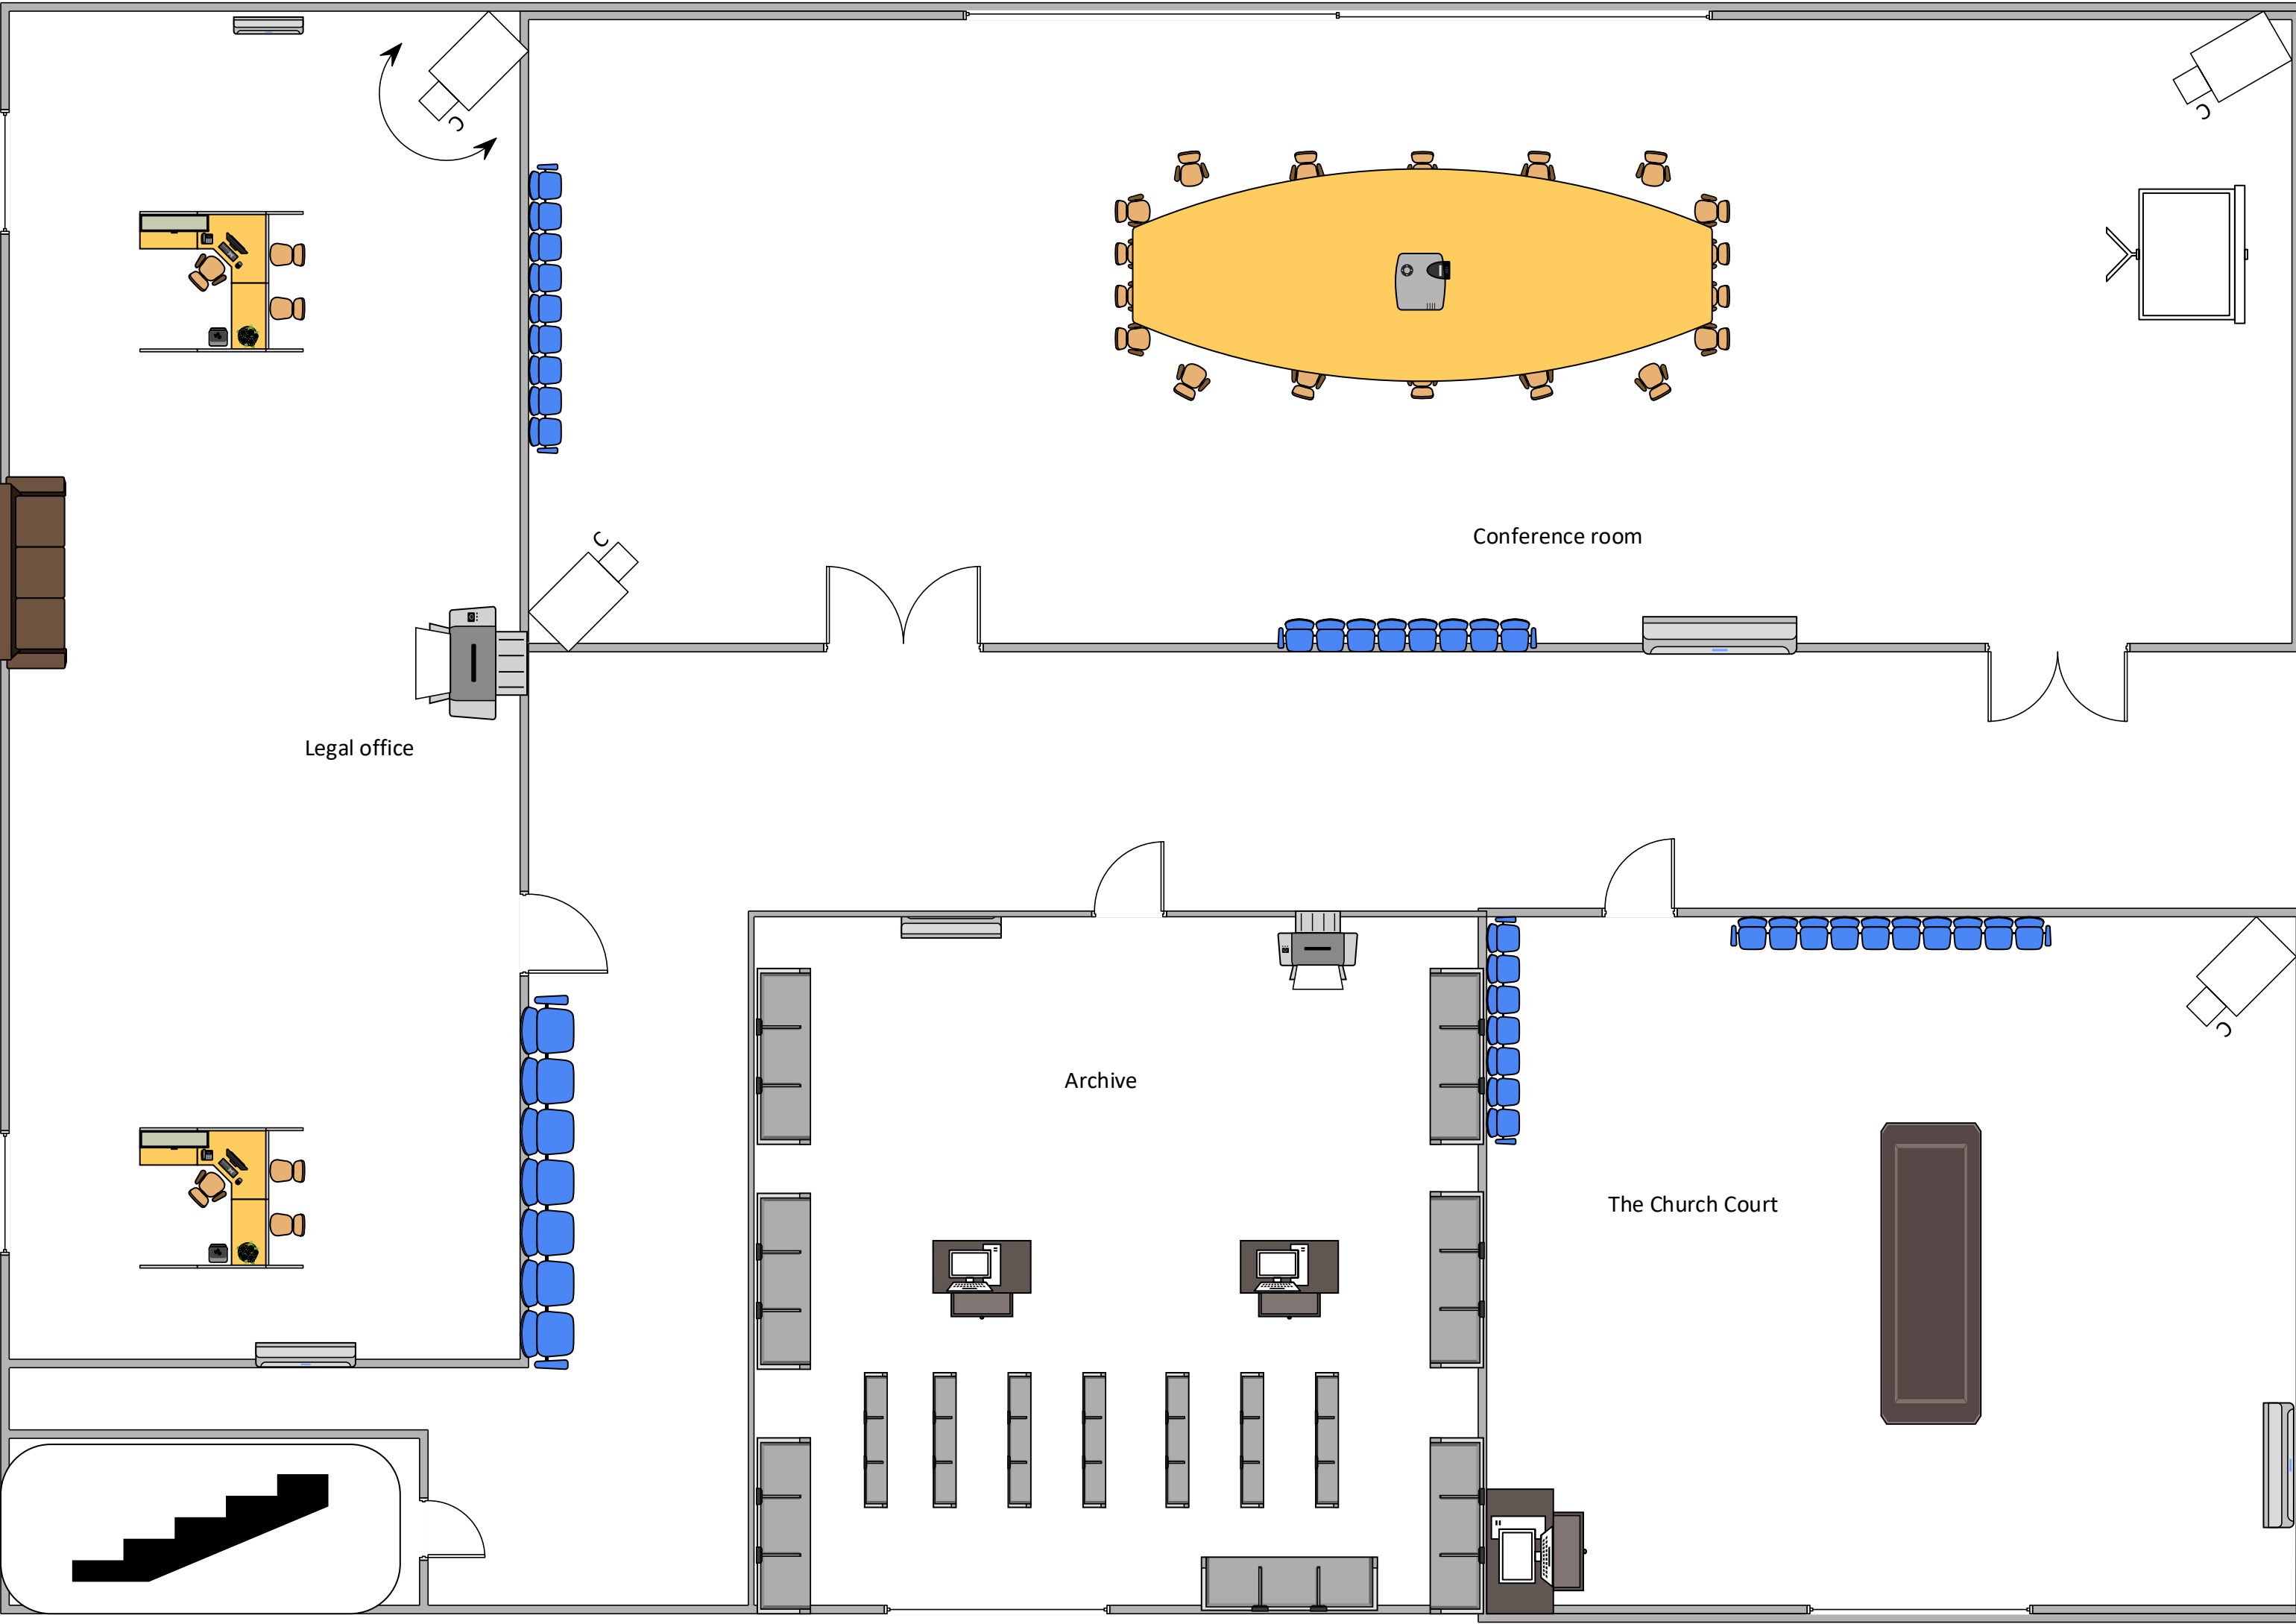 C
C
Conference room
C
Legal office
C
Archive
The Church Court